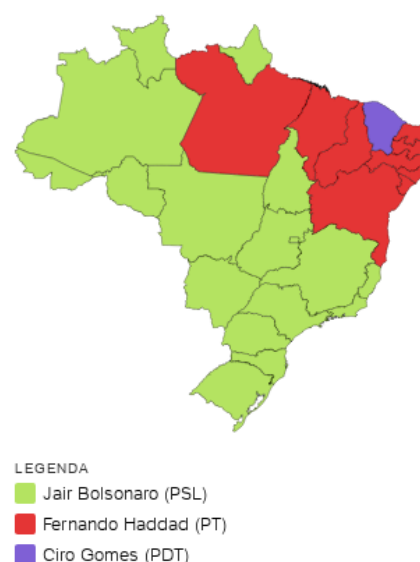 LEGENDA
Jair Bolsonaro (PSL)
Fernando Haddad (PT)
Ciro Gomes (PDT)